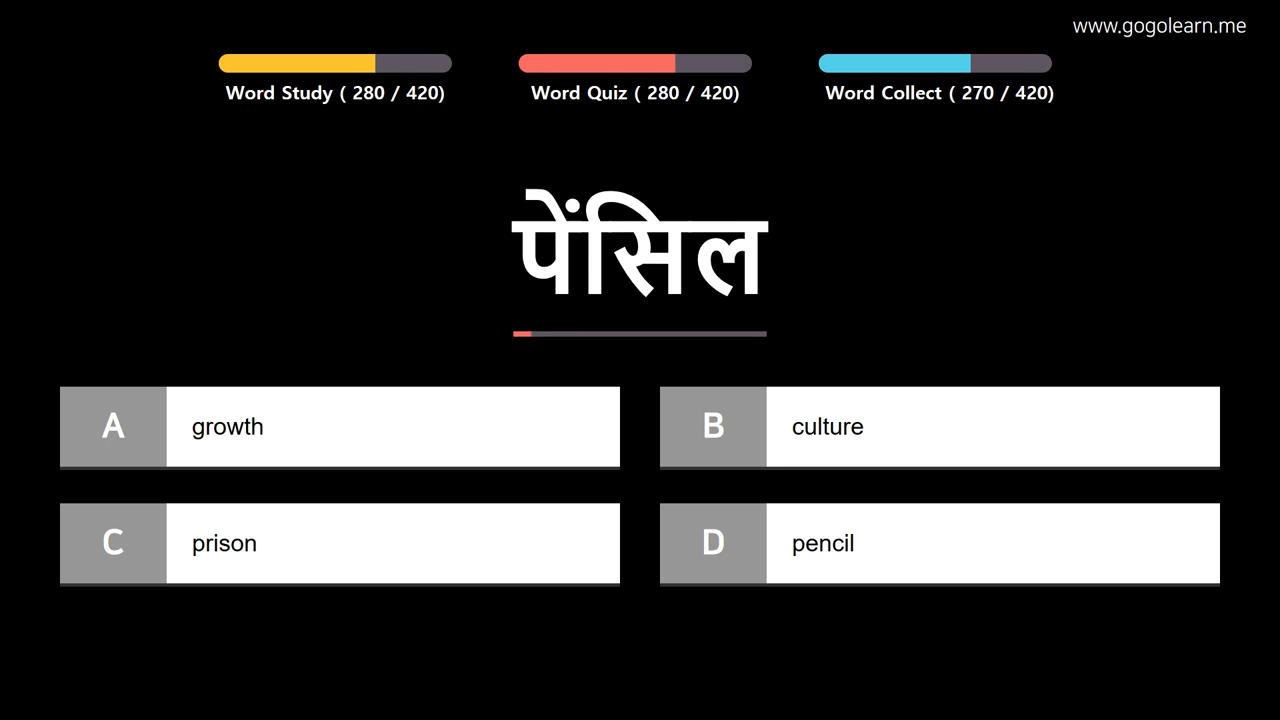 www.gogolearn.me
Word Study ( 280 / 420)
Word Quiz ( 280 / 420)
Word Collect ( 270 / 420)
पेंसिल
A growth
B culture
C prison
D pencil